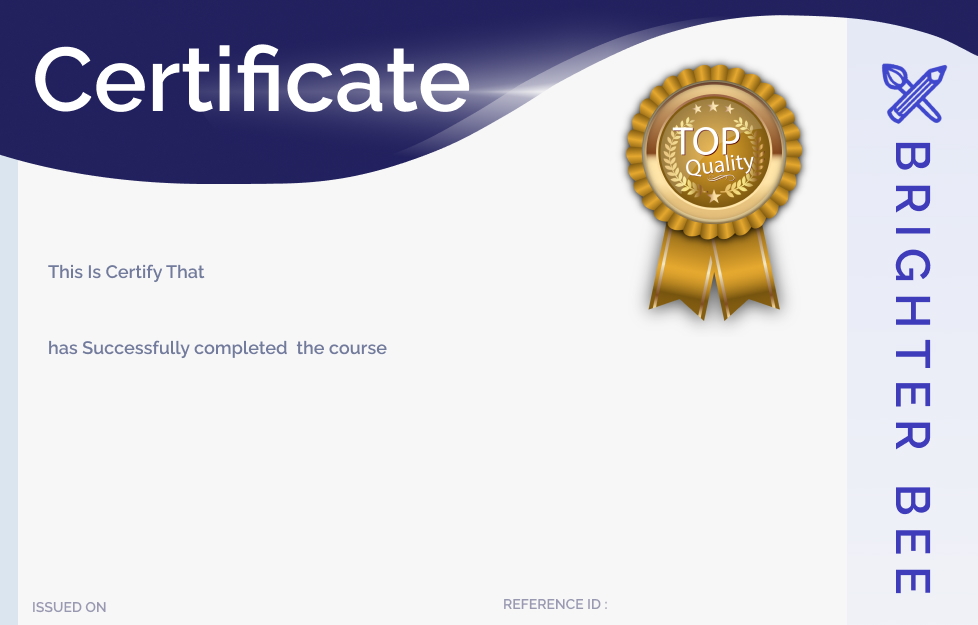 Certificate
TOP
Quality
This Is Certify That
has Successfully completed  the course
ISSUED ON
REFERENCE ID :
BRIGHTER BEE